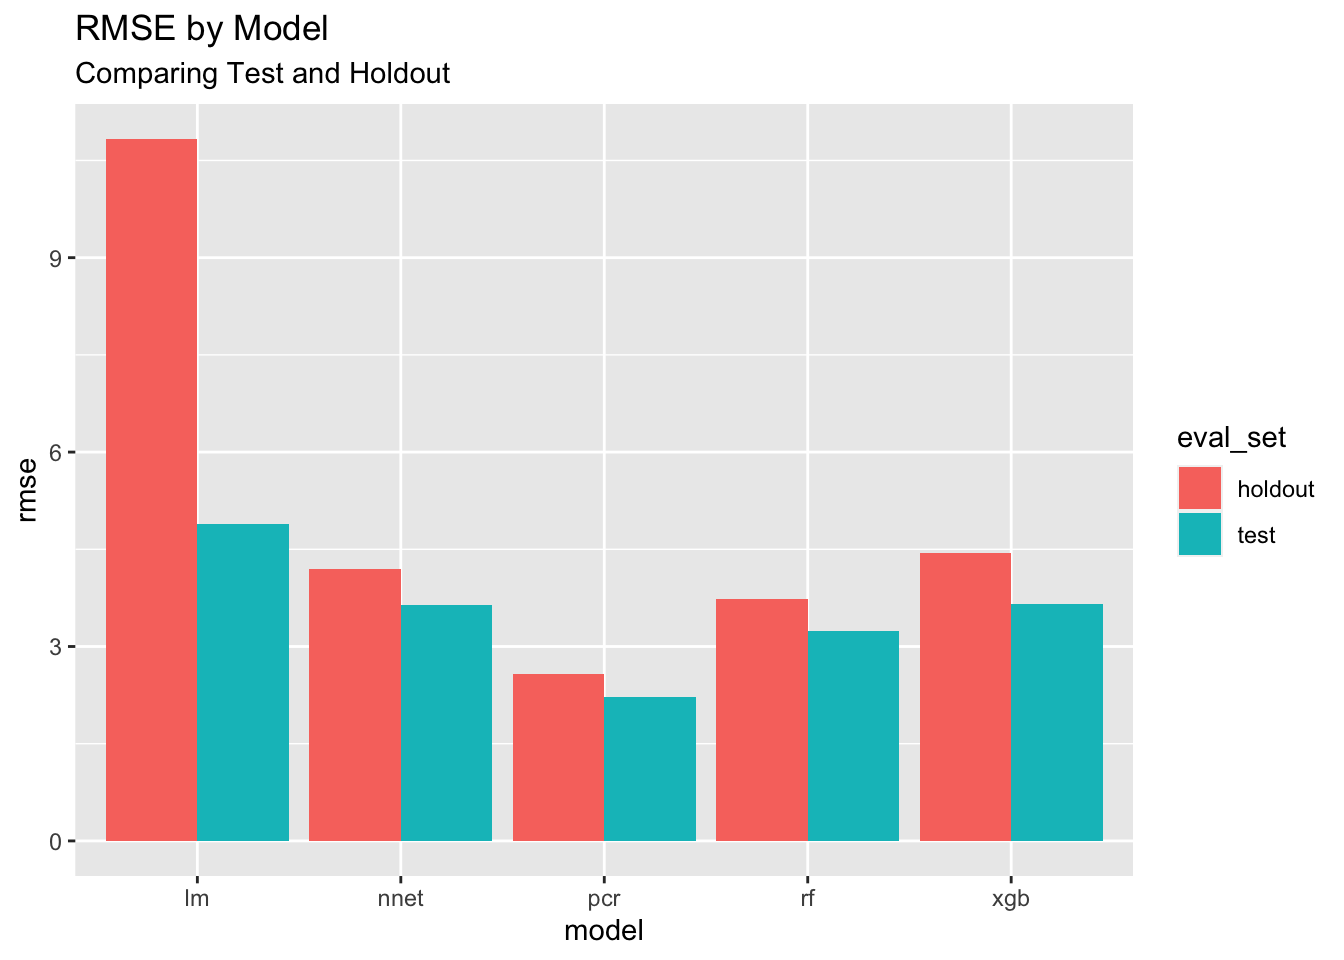 RMSE by Model
Comparing Test and Holdout
rmse
9
6
3
0
lm
nnet
pcr
rf
xgb
model
eval_set
holdout
test